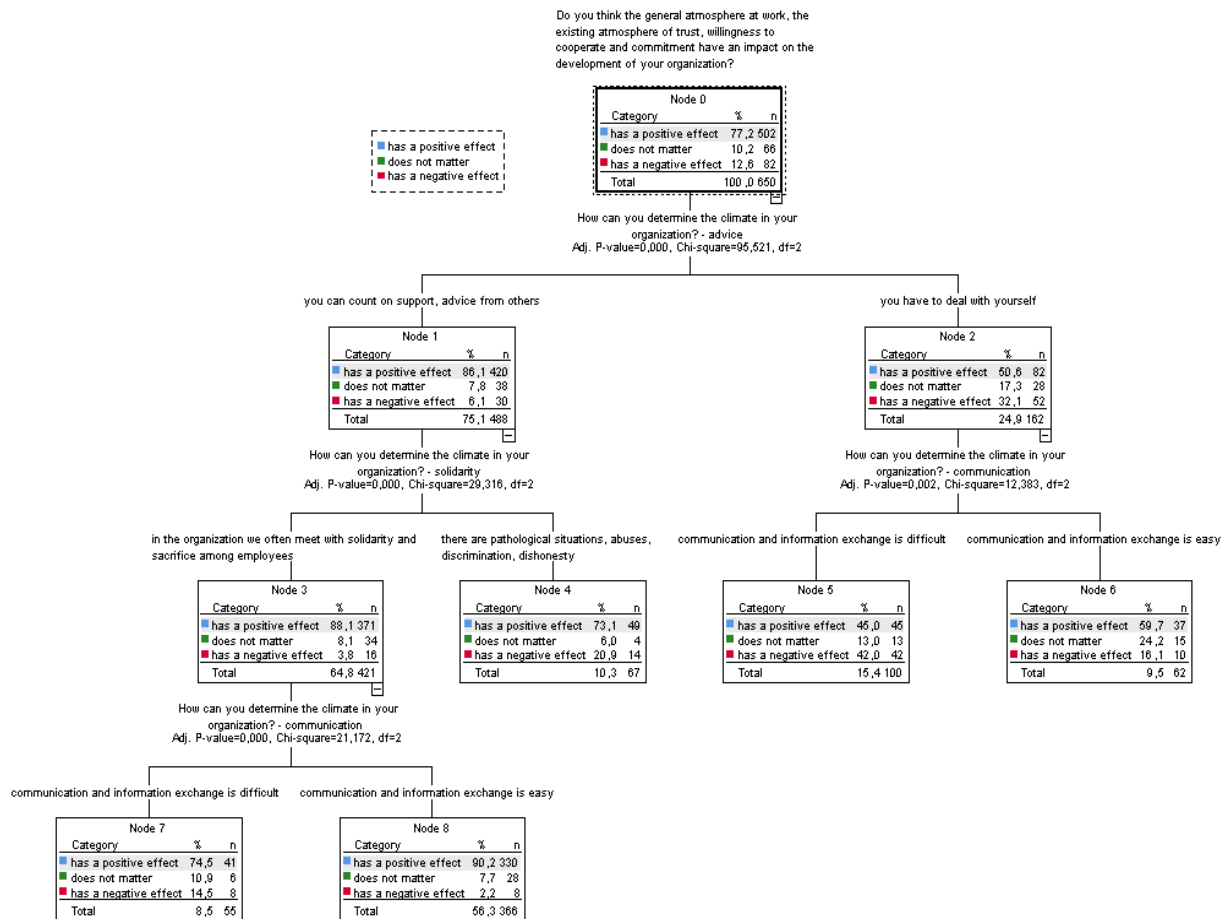 Do you think the general atmosphere at work, the
existing atmosphere of trust, willingness to
cooperate and commitment have an impact on the
development of your organization?
has a positive effect
does not matter
has a negative effect
Node 0
Category % n
has a positive effect 77,2 502
does not matter 10,2 66
has a negative effect 12,6 82
Total 100,0 650
How can you determine the climate in your
organization? - advice
Adj. P-value=0,000, Chi-square=95,521, df=2
you can count on support, advice from others
you have to deal with yourself
Node 1
Category % n
has a positive effect 86,1 420
does not matter 7,8 38
has a negative effect 6,1 30
Total 75,1 488
Node 2
Category % n
has a positive effect 50,6 82
does not matter 17,3 28
has a negative effect 32,1 52
Total 24,9 162
How can you determine the climate in your
organization? - solidarity
Adj. P-value=0,000, Chi-square=29,316, df=2
How can you determine the climate in your
organization? - communication
Adj. P-value=0,002, Chi-square=12,383, df=2
in the organization we often meet with solidarity and
sacrifice among employees
there are pathological situations, abuses,
discrimination, dishonesty
communication and information exchange is difficult
communication and information exchange is easy
Node 3
Category % n
has a positive effect 88,1 371
does not matter 8,1 34
has a negative effect 3,8 16
Total 64,8 421
Node 4
Category % n
has a positive effect 73,1 49
does not matter 6,0 4
has a negative effect 20,9 14
Total 10,3 67
Node 5
Category % n
has a positive effect 45,0 45
does not matter 13,0 13
has a negative effect 42,0 42
Total 15,4 100
Node 6
Category % n
has a positive effect 59,7 37
does not matter 24,2 15
has a negative effect 16,1 10
Total 9,5 62
How can you determine the climate in your
organization? - communication
Adj. P-value=0,000, Chi-square=21,172, df=2
communication and information exchange is difficult
communication and information exchange is easy
Node 7
Category % n
has a positive effect 74,5 41
does not matter 10,9 6
has a negative effect 14,5 8
Total 8,5 55
Node 8
Category % n
has a positive effect 90,2 330
does not matter 7,7 28
has a negative effect 2,2 8
Total 56,3 366